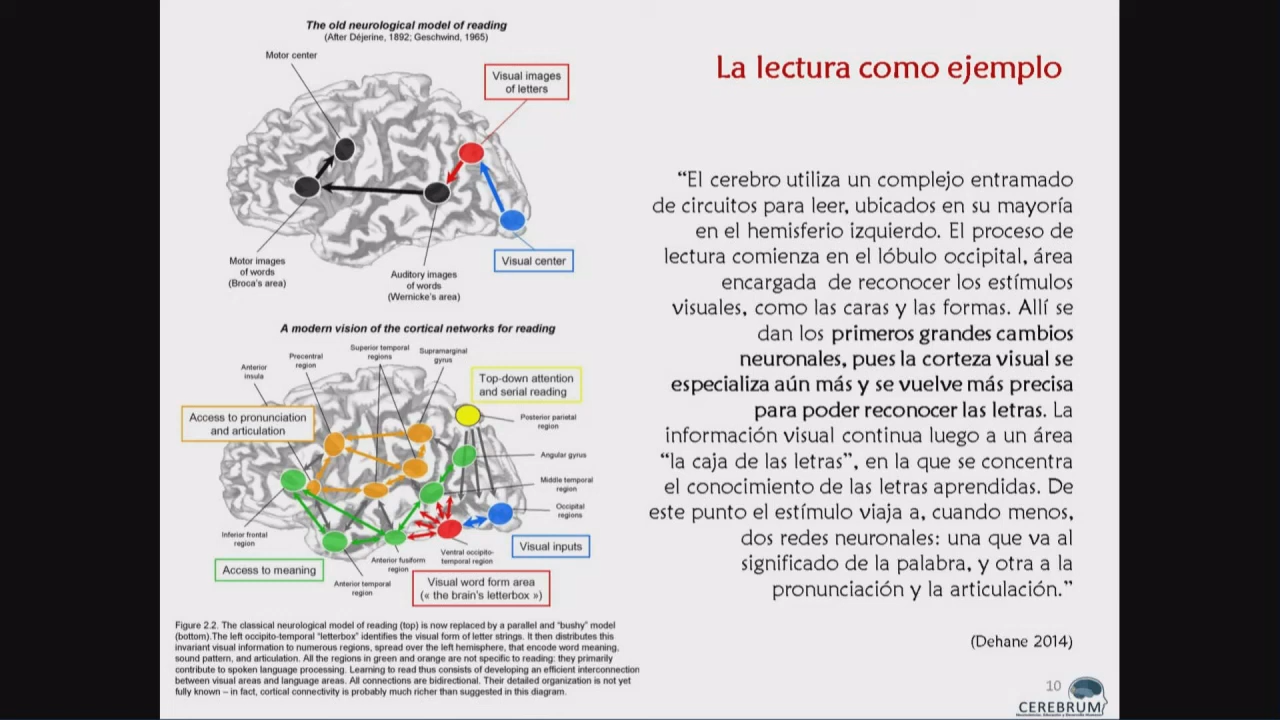 The old neurological model of reading
(After Déjerine, 1892; Geschwind, 1965)
Motor center
Visual images
of letters
Visual center
Motor images
of words
(Broca's area)
Auditory images
of words
(Wernicke's area)
A modern vision of the cortical networks for reading
Anterior
insula
Precentral
region
Superior temporal
regions
Supramarginal
gyrus
Top-down attention
and serial reading
Access to pronunciation
and articulation
Posterior parietal
region
Angular gyrus
Middle temporal
region
Occipital
regions
Inferior frontal
region
Visual inputs
Access to meaning
Anterior temporal
region
Anterior fusiform
region
Ventral occipito-
temporal region
Visual word form area
(« the brain's letterbox »)
Figure 2.2. The classical neurological model of reading (top) is now replaced by a parallel and "bushy" model
(bottom).The left occipito-temporal "letterbox" identifies the visual form of letter strings. It then distributes this
invariant visual information to numerous regions, spread over the left hemisphere, that encode word meaning,
sound pattern, and articulation. All the regions in green and orange are not specific to reading: they primarily
contribute to spoken language processing. Learning to read thus consists of developing an efficient interconnection
between visual areas and language areas. All connections are bidirectional. Their detailed organization is not yet
fully known – in fact, cortical connectivity is probably much richer than suggested in this diagram.
La lectura como ejemplo
“El cerebro utiliza un complejo entramado
de circuitos para leer, ubicados en su mayoría
en el hemisferio izquierdo. El proceso de
lectura comienza en el lóbulo occipital, área
encargada de reconocer los estímulos
visuales, como las caras y las formas. Allí se
dan los primeros grandes cambios
neuronales, pues la corteza visual se
especializa aún más y se vuelve más precisa
para poder reconocer las letras. La
información visual continua luego a un área
“la caja de las letras”, en la que se concentra
el conocimiento de las letras aprendidas. De
este punto el estímulo viaja a, cuando menos,
dos redes neuronales: una que va al
significado de la palabra, y otra a la
pronunciación y la articulación.”
(Dehane 2014)
10
CEREBRUM